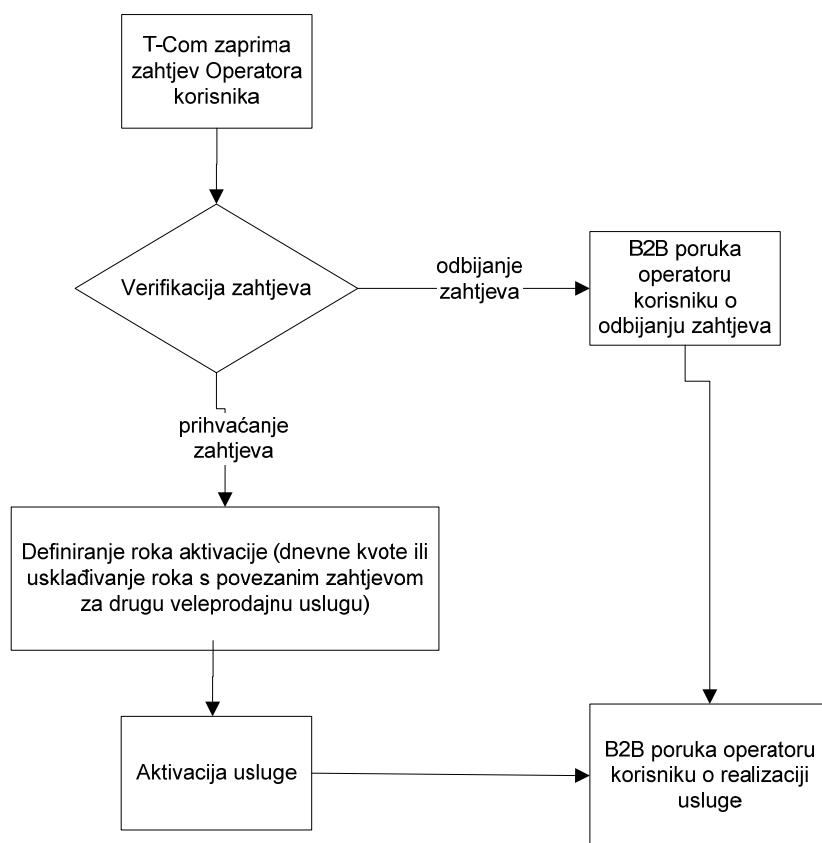 T-Com zaprima
zahtjev Operatora
korisnika
Verifikacija zahtjeva
odbijanje
zahtjeva
B2B poruka
operatoru
korisniku o
odbijanju zahtjeva
prihvaćanje
zahtjeva
Definiranje roka aktivacije (dnevne kvote ili
usklađivanje roka s povezanim zahtjevom
za drugu veleprodajnu uslugu)
Aktivacija usluge
B2B poruka operatoru
korisniku o realizaciji
usluge